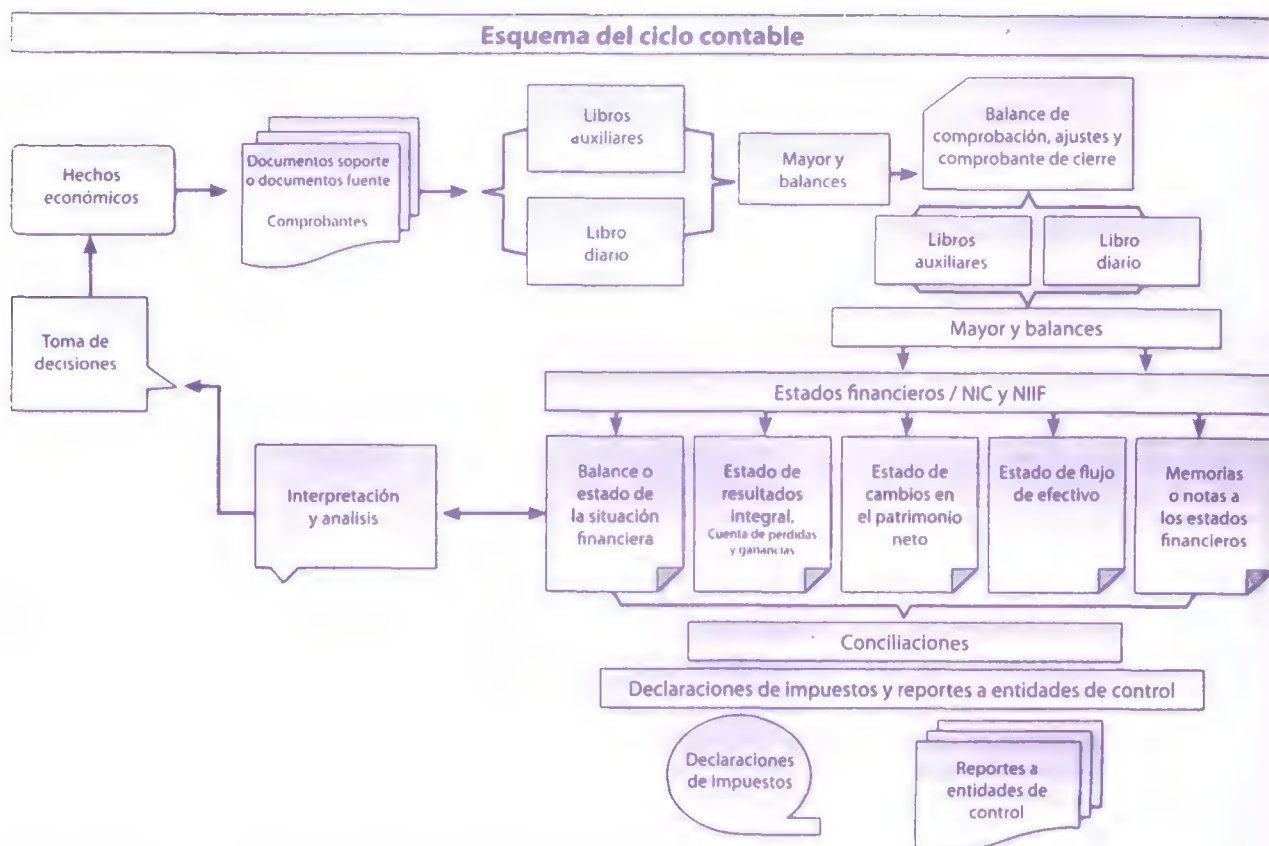 Esquema del ciclo contable
Hechos
económicos
Documentos soporte
o documentos fuente
Comprobantes
Libros
auxiliares
Libro
diario
Mayor y
balances
Balance de
comprobación, ajustes y
comprobante de cierre
Libros
auxiliares
Libro
diario
Mayor y balances
Toma de
decisiones
Estados financieros / NIC y NIIF
Interpretación
y analisis
Balance o
estado de
la situación
financiera
Estado de
resultados
integral.
Cuenta de perdidas
y ganancias
Estado de
cambios en
el patrimonio
neto
Estado de flujo
de efectivo
Memorias
o notas a
los estados
financieros
Conciliaciones
Declaraciones de impuestos y reportes a entidades de control
Declaraciones
de impuestos
Reportes a
entidades de
control